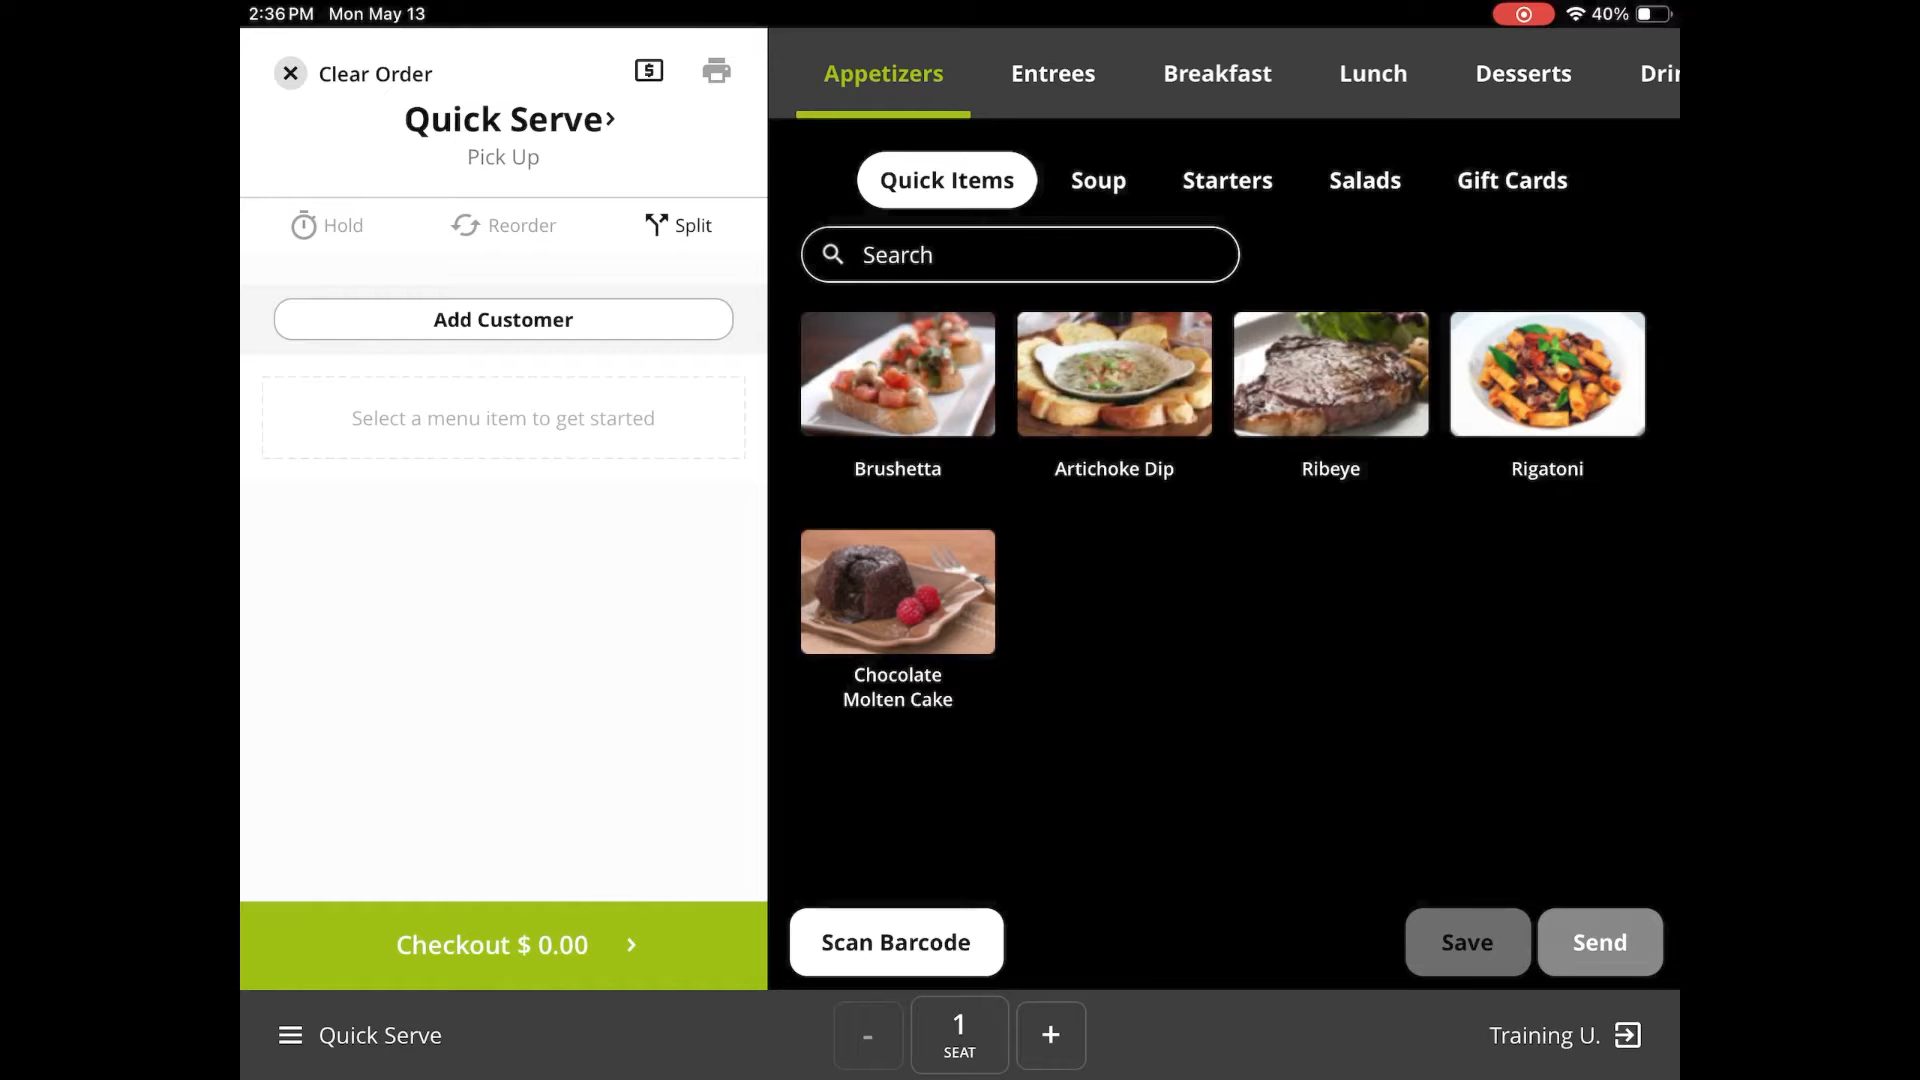 2:36 PM Mon May 13
40%
Clear Order
Quick Serve
Pick Up
Hold
Reorder
Split
Add Customer
Select a menu item to get started
Checkout $ 0.00
Appetizers
Entrees
Breakfast
Lunch
Desserts
Drin
Quick Items
Soup
Starters
Salads
Gift Cards
Search
Brushetta
Artichoke Dip
Ribeye
Rigatoni
Chocolate
Molten Cake
Scan Barcode
Save
Send
Quick Serve
-
1
SEAT
+
Training U.